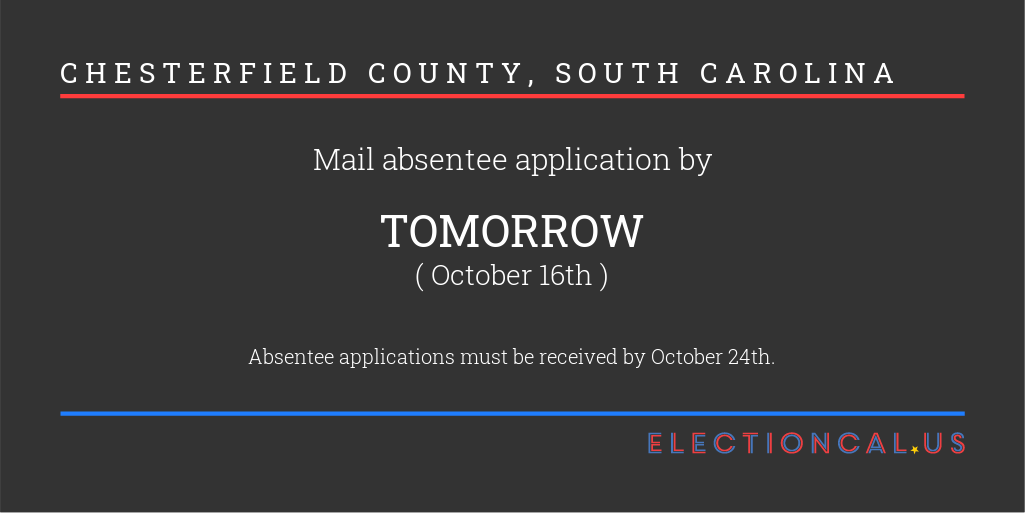 CHESTERFIELD COUNTY, SOUTH CAROLINA
Mail absentee application by
TOMORROW
( October 16th )
Absentee applications must be received by October 24th.
ELECTIONCAL.US